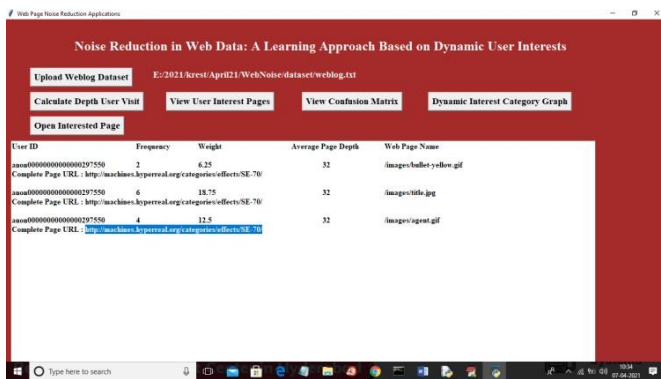 Web Page Noise Reduction Applications
Noise Reduction in Web Data: A Learning Approach Based on Dynamic User Interests
Upload Weblog Dataset E:/2021/krest/April21/WebNoise/dataset/weblog.txt
Calculate Depth User Visit View User Interest Pages View Confusion Matrix Dynamic Interest Category Graph
Open Interested Page
User ID Frequency Weight Average Page Depth Web Page Name
anon0000000000000297550 2 6.25 32 /images/bullet-yellow.gif
Complete Page URL : http://machines.hyperreal.org/categories/effects/SE-70/
anon0000000000000297550 6 18.75 32 /images/title.jpg
Complete Page URL : http://machines.hyperreal.org/categories/effects/SE-70/
anon0000000000000297550 4 12.5 32 /images/agent.gif
Complete Page URL : http://machines.hyperreal.org/categories/effects/SE-70/
Type here to search
10:34
07-04-2021